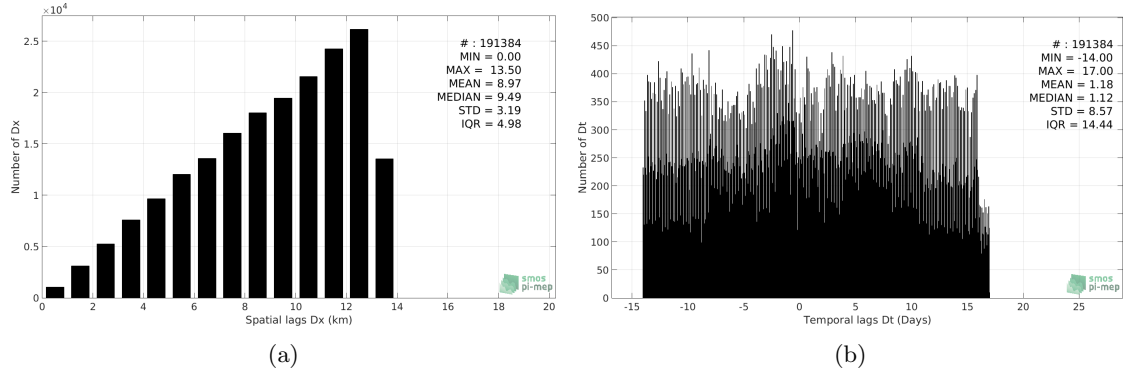 ×10⁴
2.5
2
1.5
1
0.5
0
0 2 4 6 8 10 12 14 16 18 20
Number of Dx
Spatial lags Dx (km)
# : 191384
MIN = 0.00
MAX = 13.50
MEAN = 8.97
MEDIAN = 9.49
STD = 3.19
IQR = 4.98
smos
pi-mep
(a)
500
450
400
350
300
250
200
150
100
50
0
-15 -10 -5 0 5 10 15 20 25
Number of Dt
Temporal lags Dt (Days)
# : 191384
MIN = -14.00
MAX = 17.00
MEAN = 1.18
MEDIAN = 1.12
STD = 8.57
IQR = 14.44
smos
pi-mep
(b)